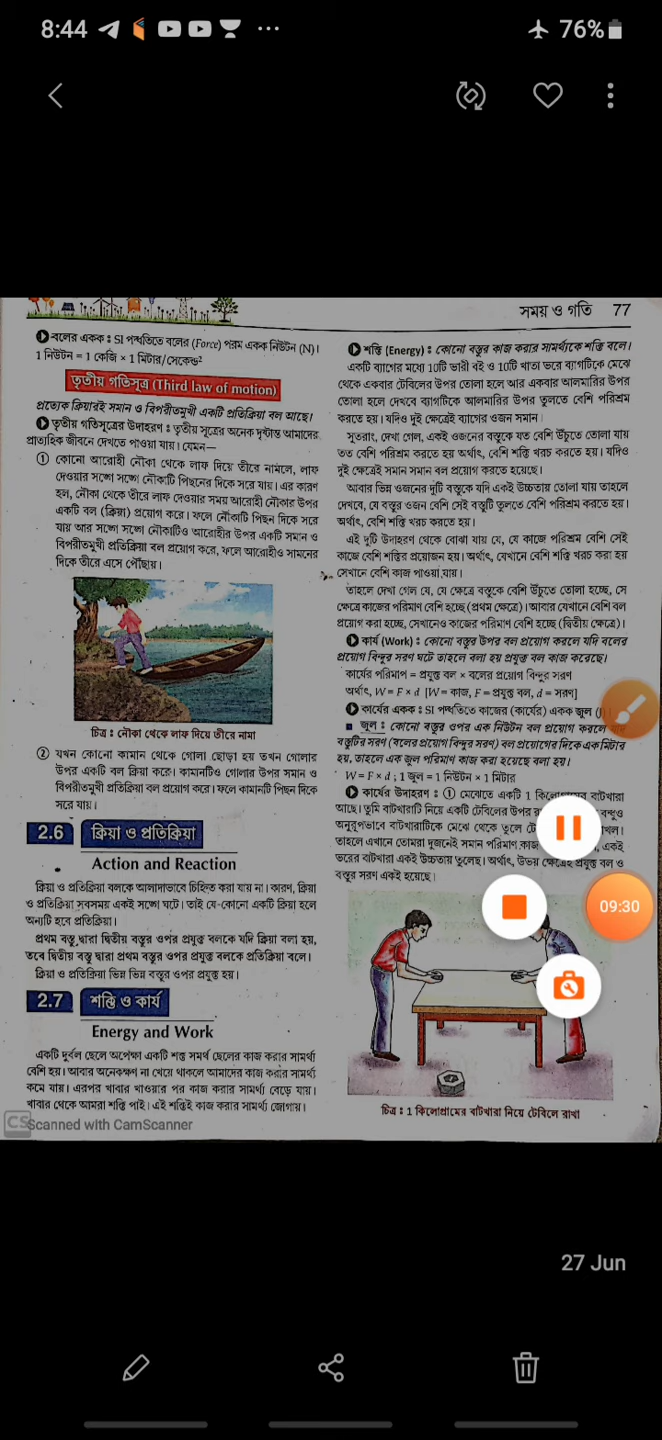 8:44
76%
সময় ও গতি 77
বলের একক : SI পদ্ধতিতে বলের (Force) পরম একক নিউটন (N)।
1 নিউটন = 1 কেজি × 1 মিটার/সেকেন্ড²
তৃতীয় গতিসূত্র (Third law of motion)
প্রত্যেক ক্রিয়ারই সমান ও বিপরীতমুখী একটি প্রতিক্রিয়া বল আছে।
তৃতীয় গতিসূত্রের উদাহরণ : তৃতীয় সূত্রের অনেক দৃষ্টান্ত আমাদের
প্রাত্যহিক জীবনে দেখতে পাওয়া যায়। যেমন—
① কোনো আরোহী নৌকা থেকে লাফ দিয়ে তীরে নামলে, লাফ
দেওয়ার সঙ্গে সঙ্গে নৌকাটি পিছনের দিকে সরে যায়। এর কারণ
হল, নৌকা থেকে তীরে লাফ দেওয়ার সময় আরোহী নৌকার উপর
একটি বল (ক্রিয়া) প্রয়োগ করে। ফলে নৌকাটি পিছন দিকে সরে
যায় আর সঙ্গে সঙ্গে নৌকাটিও আরোহীর উপর একটি সমান ও
বিপরীতমুখী প্রতিক্রিয়া বল প্রয়োগ করে, ফলে আরোহীও সামনের
দিকে তীরে এসে পৌঁছায়।
চিত্র : নৌকা থেকে লাফ দিয়ে তীরে নামা
② যখন কোনো কামান থেকে গোলা ছোড়া হয় তখন গোলার
উপর একটি বল ক্রিয়া করে। কামানটিও গোলার উপর সমান ও
বিপরীতমুখী প্রতিক্রিয়া বল প্রয়োগ করে। ফলে কামানটি পিছন দিকে
সরে যায়।
2.6 ক্রিয়া ও প্রতিক্রিয়া
Action and Reaction
ক্রিয়া ও প্রতিক্রিয়া বলকে আলাদাভাবে চিহ্নিত করা যায় না। কারণ, ক্রিয়া
ও প্রতিক্রিয়া সবসময় একই সঙ্গে ঘটে। তাই যে-কোনো একটি ক্রিয়া হলে
অন্যটি হবে প্রতিক্রিয়া।
প্রথম বস্তু দ্বারা দ্বিতীয় বস্তুর ওপর প্রযুক্ত বলকে যদি ক্রিয়া বলা হয়,
তবে দ্বিতীয় বস্তু দ্বারা প্রথম বস্তুর ওপর প্রযুক্ত বলকে প্রতিক্রিয়া বলে।
ক্রিয়া ও প্রতিক্রিয়া ভিন্ন ভিন্ন বস্তুর ওপর প্রযুক্ত হয়।
2.7 শক্তি ও কার্য
Energy and Work
একটি দুর্বল ছেলে অপেক্ষা একটি শক্ত সমর্থ ছেলের কাজ করার সামর্থ্য
বেশি হয়। আবার অনেকক্ষণ না খেয়ে থাকলে আমাদের কাজ করার সামর্থ্য
কমে যায়। এরপর খাবার খাওয়ার পর কাজ করার সামর্থ্য বেড়ে যায়।
খাবার থেকে আমরা শক্তি পাই। এই শক্তিই কাজ করার সামর্থ্য জোগায়।
শক্তি (Energy) : কোনো বস্তুর কাজ করার সামর্থ্যকে শক্তি বলে।
একটি ব্যাগের মধ্যে 10টি ভারী বই ও 10টি খাতা ভরে ব্যাগটিকে মেঝে
থেকে একবার টেবিলের উপর তোলা হলে আর একবার আলমারির উপর
তোলা হলে দেখবে ব্যাগটিকে আলমারির উপর তুলতে বেশি পরিশ্রম
করতে হয়। যদিও দুই ক্ষেত্রেই ব্যাগের ওজন সমান।
সুতরাং, দেখা গেল, একই ওজনের বস্তুকে যত বেশি উঁচুতে তোলা যায়
তত বেশি পরিশ্রম করতে হয় অর্থাৎ, বেশি শক্তি খরচ করতে হয়। যদিও
দুই ক্ষেত্রেই সমান সমান বল প্রয়োগ করতে হয়েছে।
আবার ভিন্ন ওজনের দুটি বস্তুকে যদি একই উচ্চতায় তোলা যায় তাহলে
দেখবে, যে বস্তুর ওজন বেশি সেই বস্তুটি তুলতে বেশি পরিশ্রম করতে হয়।
অর্থাৎ, বেশি শক্তি খরচ করতে হয়।
এই দুটি উদাহরণ থেকে বোঝা যায় যে, যে কাজে পরিশ্রম বেশি সেই
কাজে বেশি শক্তির প্রয়োজন হয়। অর্থাৎ, যেখানে বেশি শক্তি খরচ করা হয়
সেখানে বেশি কাজ পাওয়া যায়।
তাহলে দেখা গেল যে, যে ক্ষেত্রে বস্তুকে বেশি উঁচুতে তোলা হচ্ছে, সে
ক্ষেত্রে কাজের পরিমাণ বেশি হচ্ছে (প্রথম ক্ষেত্রে)। আবার যেখানে বেশি বল
প্রয়োগ করা হচ্ছে, সেখানেও কাজের পরিমাণ বেশি হচ্ছে (দ্বিতীয় ক্ষেত্রে)।
কার্য (Work) : কোনো বস্তুর উপর বল প্রয়োগ করলে যদি বলের
প্রয়োগ বিন্দুর সরণ ঘটে তাহলে বলা হয় প্রযুক্ত বল কাজ করেছে।
কার্যের পরিমাপ = প্রযুক্ত বল × বলের প্রয়োগ বিন্দুর সরণ
অর্থাৎ, W = F × d [W = কাজ, F = প্রযুক্ত বল, d = সরণ]
কার্যের একক : SI পদ্ধতিতে কাজের (কার্যের) একক জুল (J)
জুল : কোনো বস্তুর ওপর এক নিউটন বল প্রয়োগ করলে যদি
বস্তুটির সরণ (বলের প্রয়োগ বিন্দুর সরণ) বল প্রয়োগের দিকে এক মিটার
হয়, তাহলে এক জুল পরিমাণ কাজ করা হয়েছে বলা হয়।
W = F × d ; 1 জুল = 1 নিউটন × 1 মিটার
কার্যের উদাহরণ : ① মেঝেতে একটি 1 বাটখারা
আছে। তুমি বাটখারাটি নিয়ে একটি টেবিলের উপর বন্ধুও
অনুরূপভাবে বাটখারাটিকে মেঝে থেকে তুলে
তাহলে এখানে তোমরা দুজনেই সমান পরিমাণ কাজ একই
ভরের বাটখারা একই উচ্চতায় তুলেছ। অর্থাৎ, উভয় ক্ষেত্রেই প্রযুক্ত বল ও
বস্তুর সরণ একই হয়েছে।
চিত্র : 1 কিলোগ্রামের বাটখারা নিয়ে টেবিলে রাখা
09:30
CS Scanned with CamScanner
27 Jun